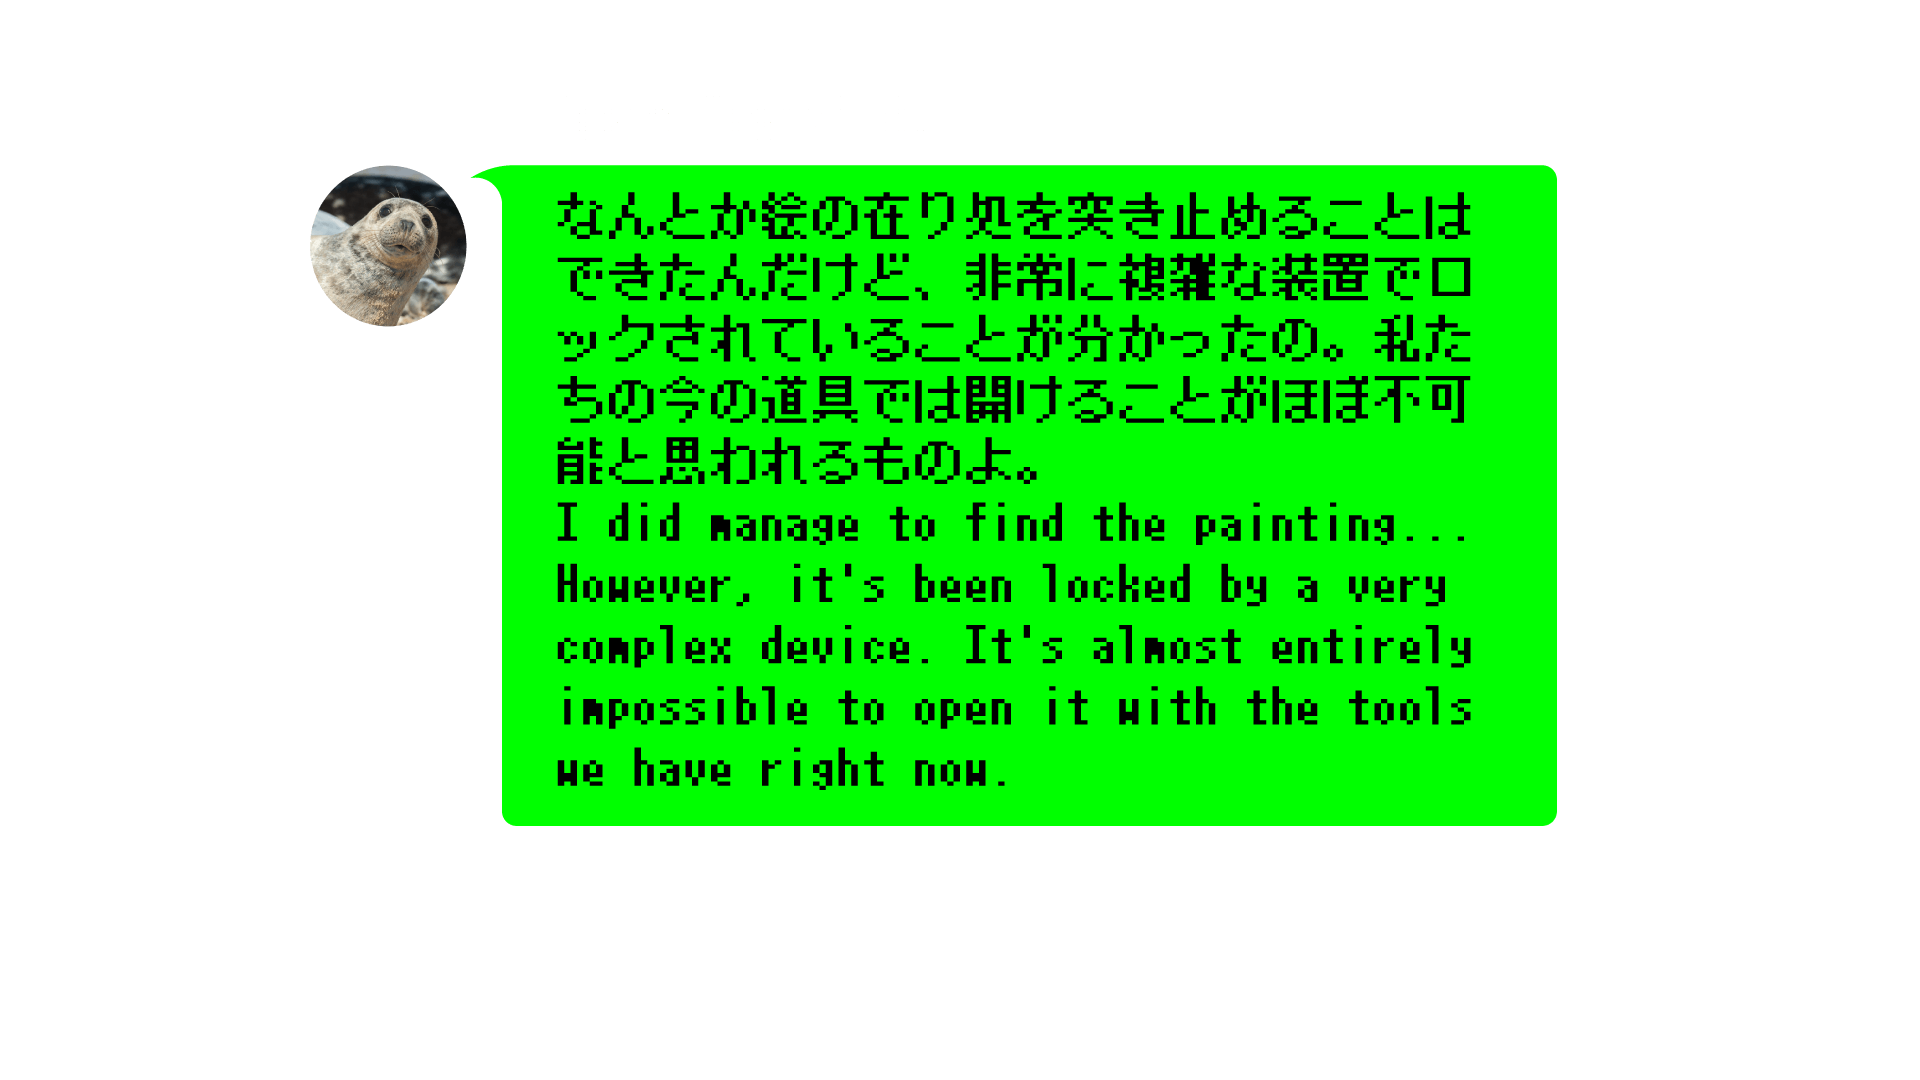 なんとか絵の在り処を突き止めることは
できたんだけど、非常に複雑な装置でロ
ックされていることが分かったの。私た
ちの今の道具では開けることがほぼ不可
能と思われるものよ。
I did manage to find the painting...
However, it's been locked by a very
complex device. It's almost entirely
impossible to open it with the tools
we have right now.